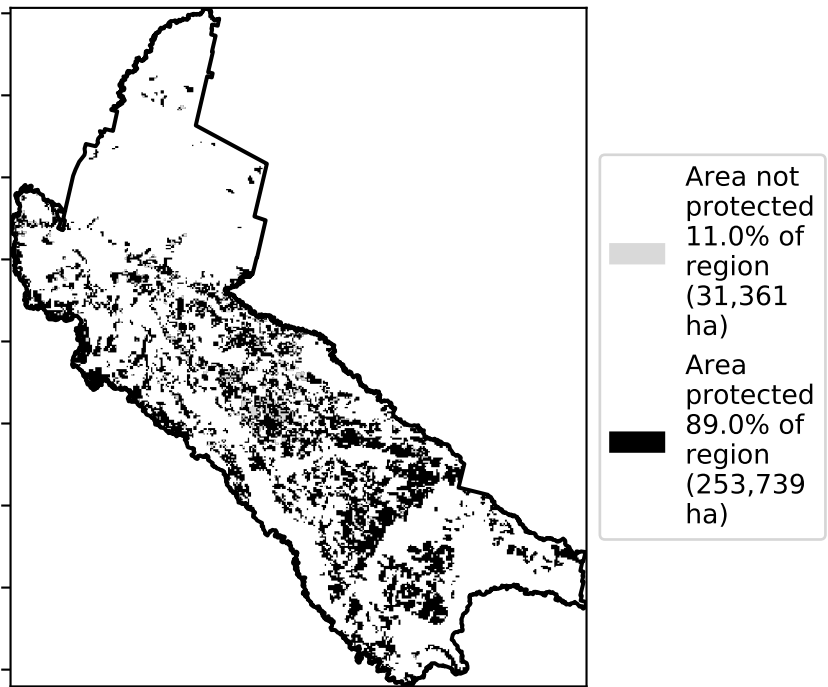 Area not
protected
11.0% of
region
(31,361
ha)
Area
protected
89.0% of
region
(253,739
ha)